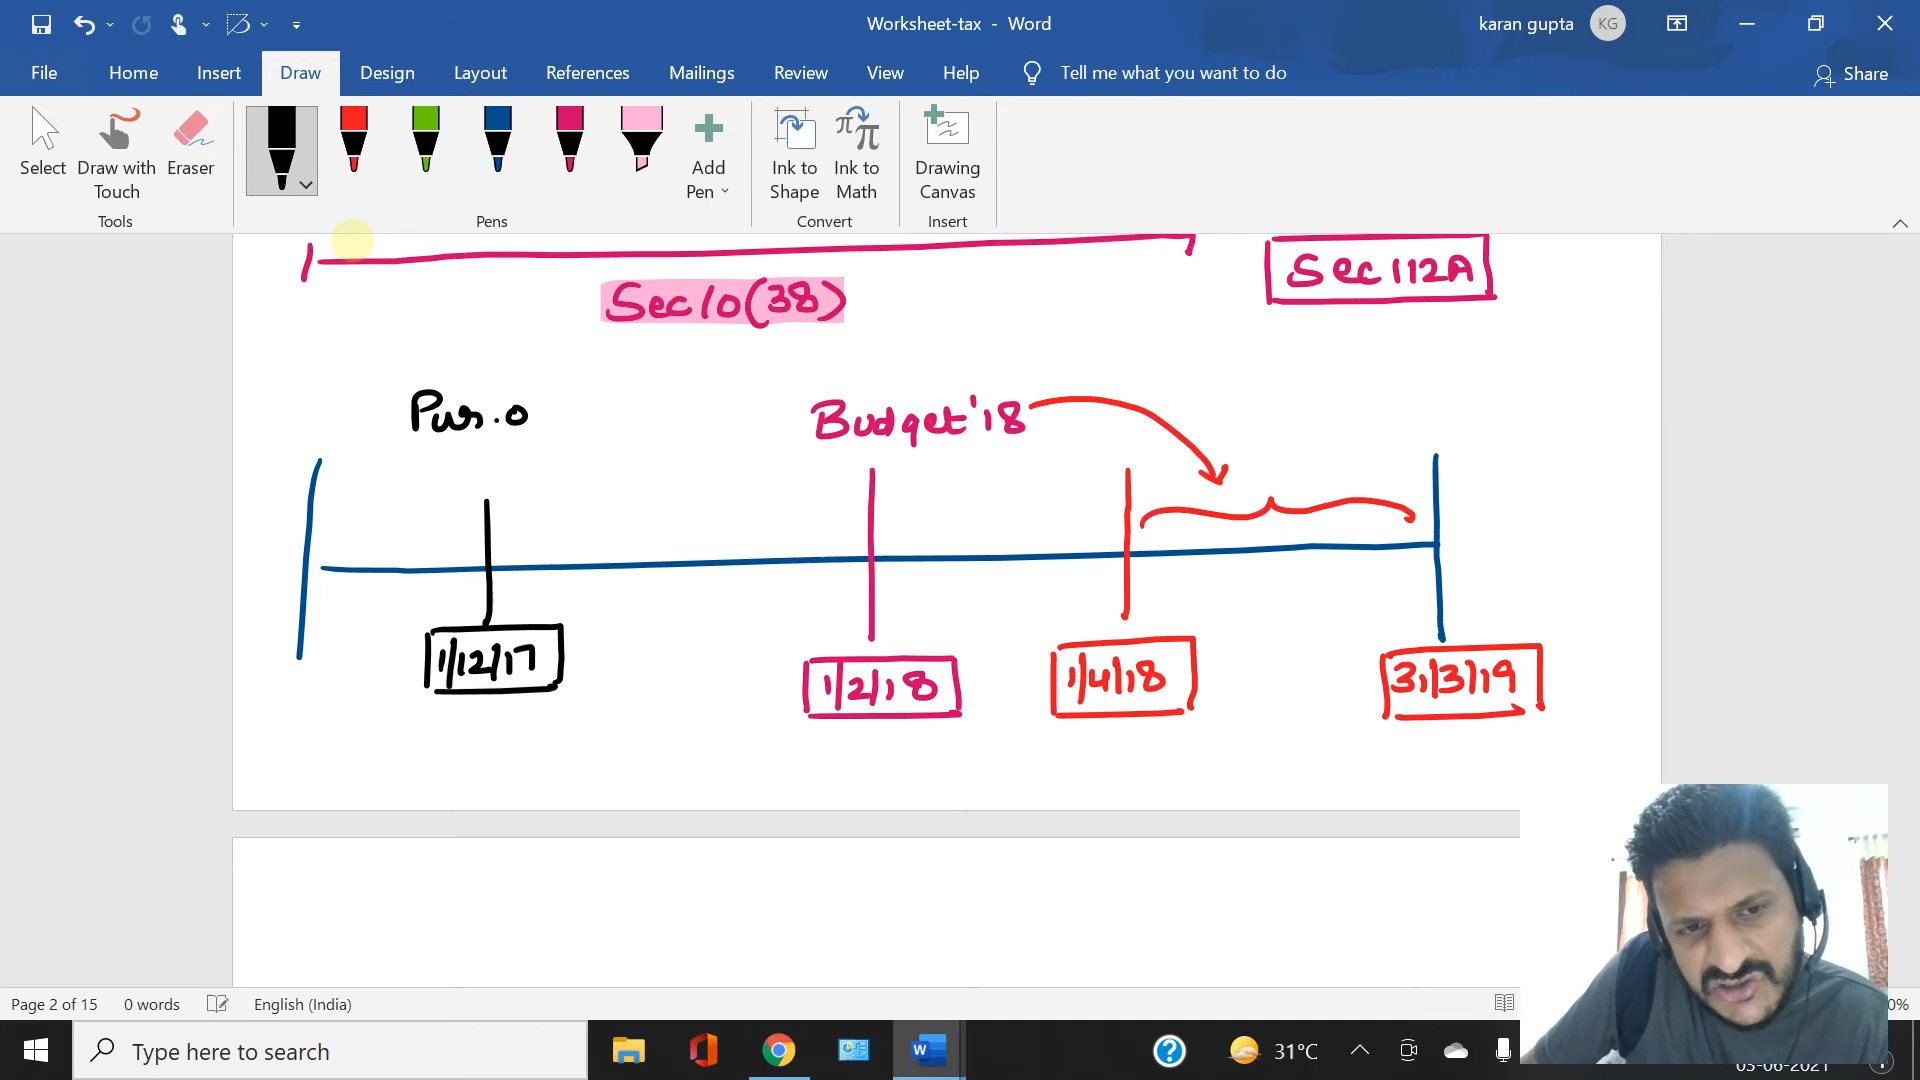 Worksheet-tax - Word
karan gupta KG
File Home Insert Draw Design Layout References Mailings Review View Help Tell me what you want to do Share
Select Draw with Touch Eraser Add Pen Ink to Shape Ink to Math Drawing Canvas
Tools Pens Convert Insert
Sec 10(38)
Sec 112A
Pur.o
Budget'18
1/12/17
1/2/18
1/4/18
31/3/19
Page 2 of 15 0 words English (India)
Type here to search
31°C
03-06-2021